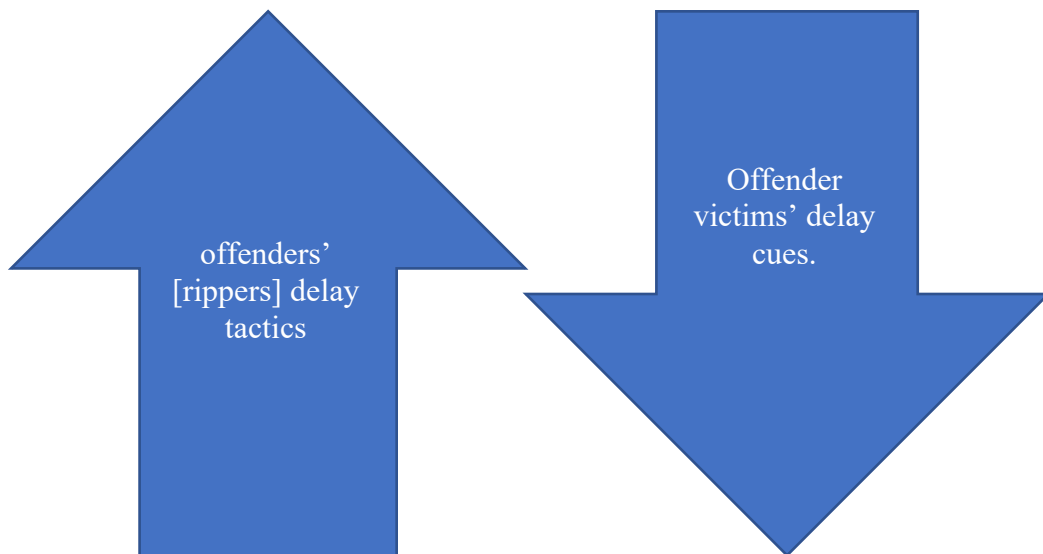 offenders’
[rippers] delay
tactics
Offender
victims’ delay
cues.